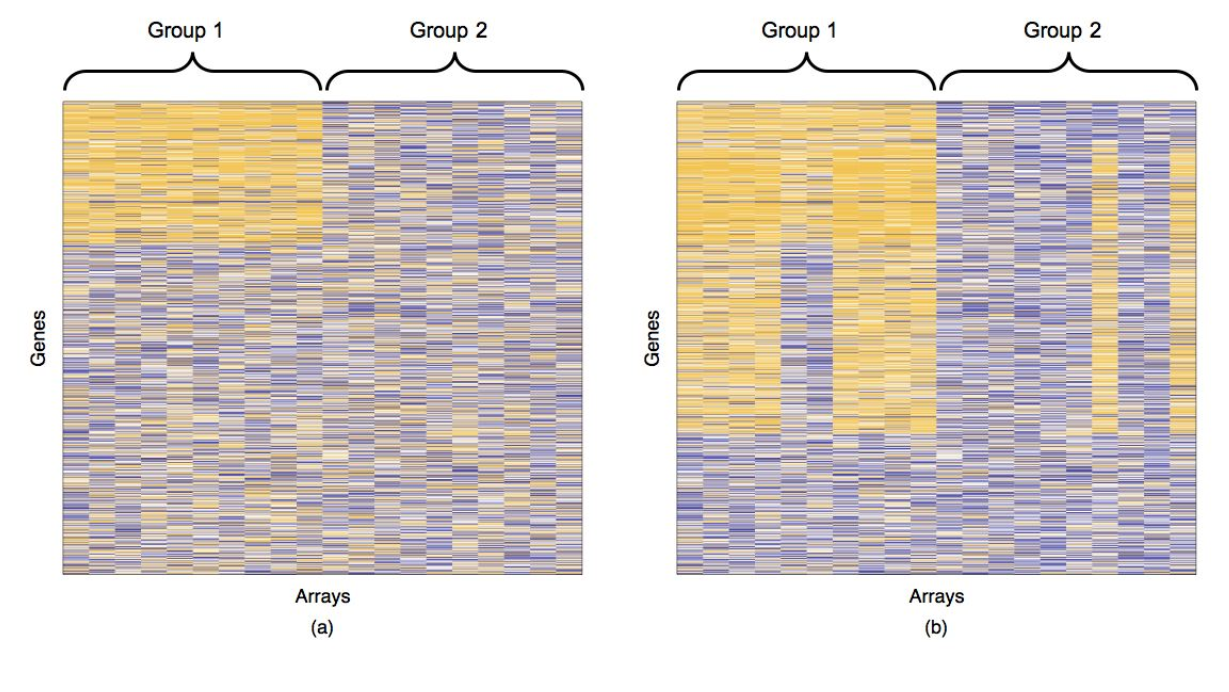 Group 1 Group 2
Genes
Arrays
(a)
Group 1 Group 2
Genes
Arrays
(b)